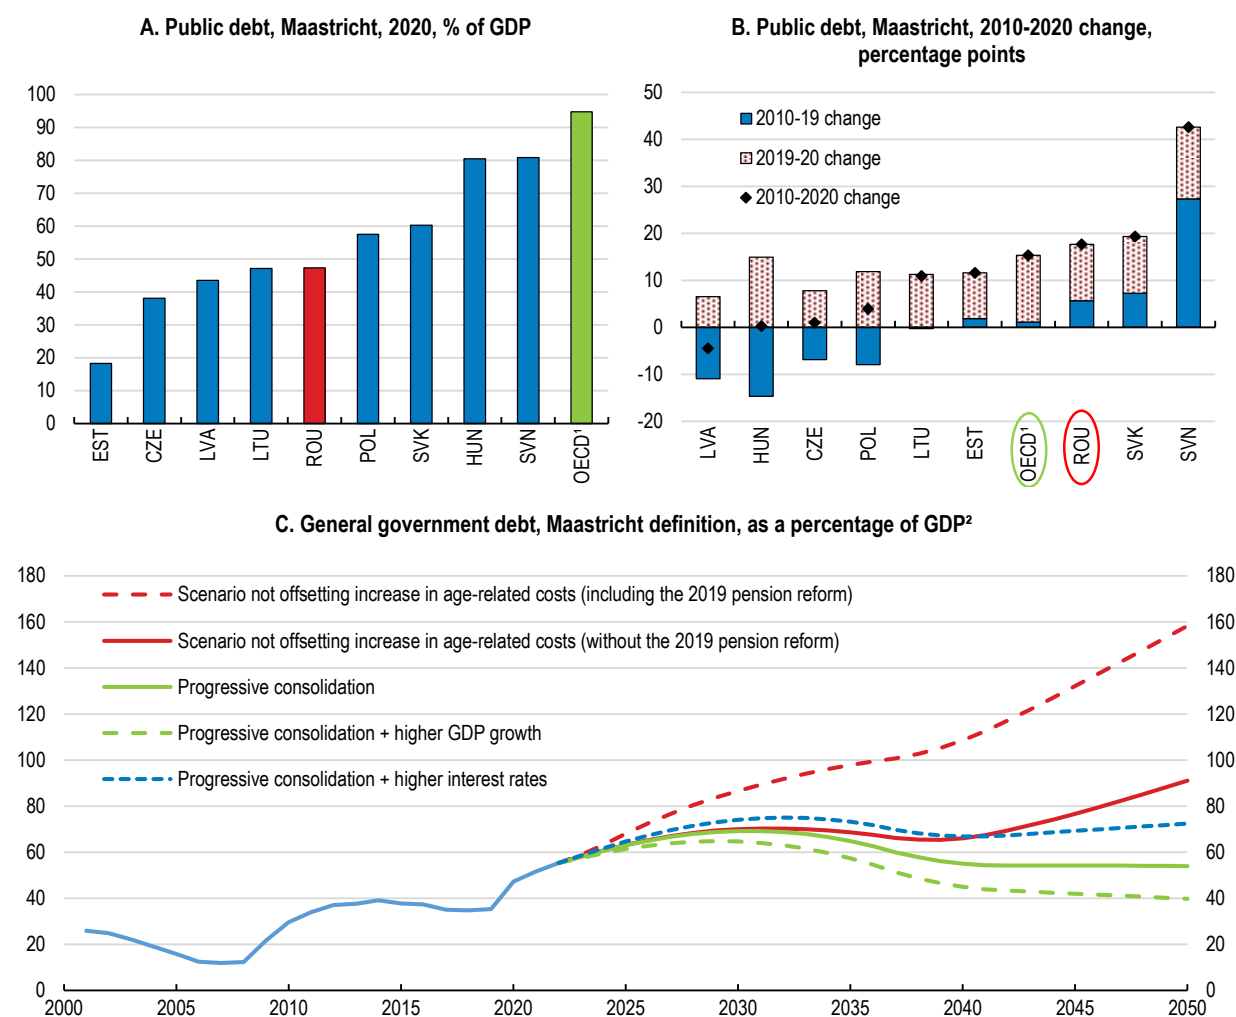 A. Public debt, Maastricht, 2020, % of GDP
100
90
80
70
60
50
40
30
20
10
0
EST
CZE
LVA
LTU
ROU
POL
SVK
HUN
SVN
OECD¹
B. Public debt, Maastricht, 2010-2020 change,
percentage points
50
40
30
20
10
0
-10
-20
2010-19 change
2019-20 change
2010-2020 change
LVA
HUN
CZE
POL
LTU
EST
OECD¹
ROU
SVK
SVN
C. General government debt, Maastricht definition, as a percentage of GDP²
180
160
140
120
100
80
60
40
20
0
Scenario not offsetting increase in age-related costs (including the 2019 pension reform)
Scenario not offsetting increase in age-related costs (without the 2019 pension reform)
Progressive consolidation
Progressive consolidation + higher GDP growth
Progressive consolidation + higher interest rates
180
160
140
120
100
80
60
40
20
0
2000
2005
2010
2015
2020
2025
2030
2035
2040
2045
2050